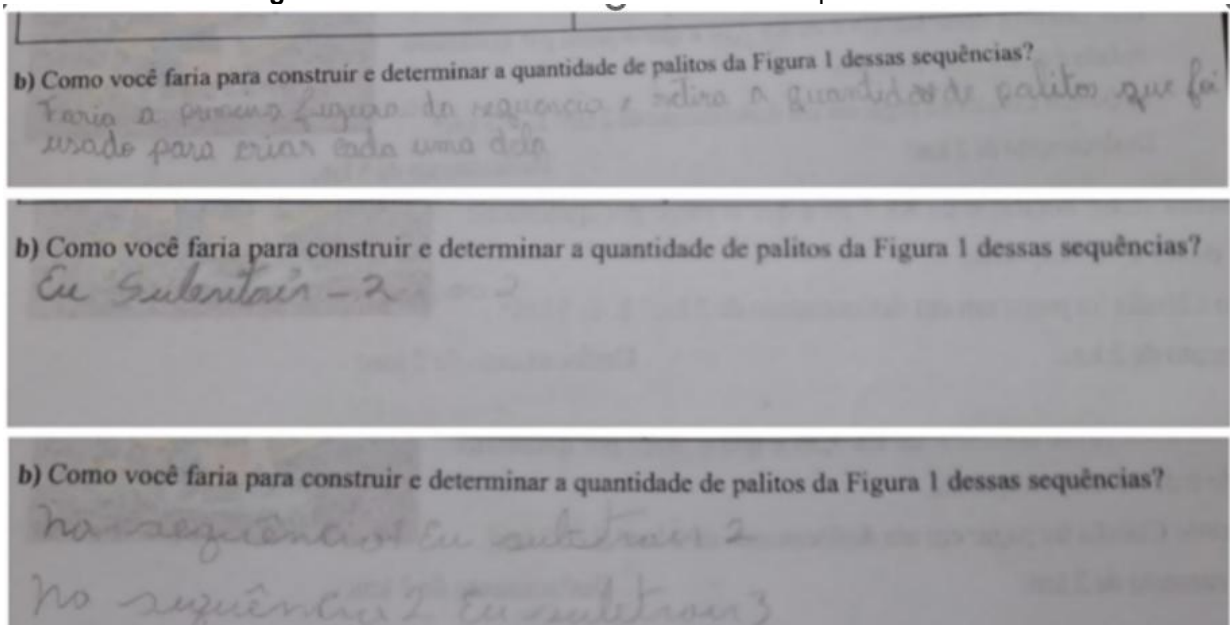 b) Como você faria para construir e determinar a quantidade de palitos da Figura 1 dessas sequências?
Faria a primeira figura da sequencia e retira a quantidade de palitos que foi
usado para criar cada uma dela
b) Como você faria para construir e determinar a quantidade de palitos da Figura 1 dessas sequências?
Eu - 2
b) Como você faria para construir e determinar a quantidade de palitos da Figura 1 dessas sequências?
na sequência 1 Eu subtrair 2
na sequência 2 Eu subtrair 3